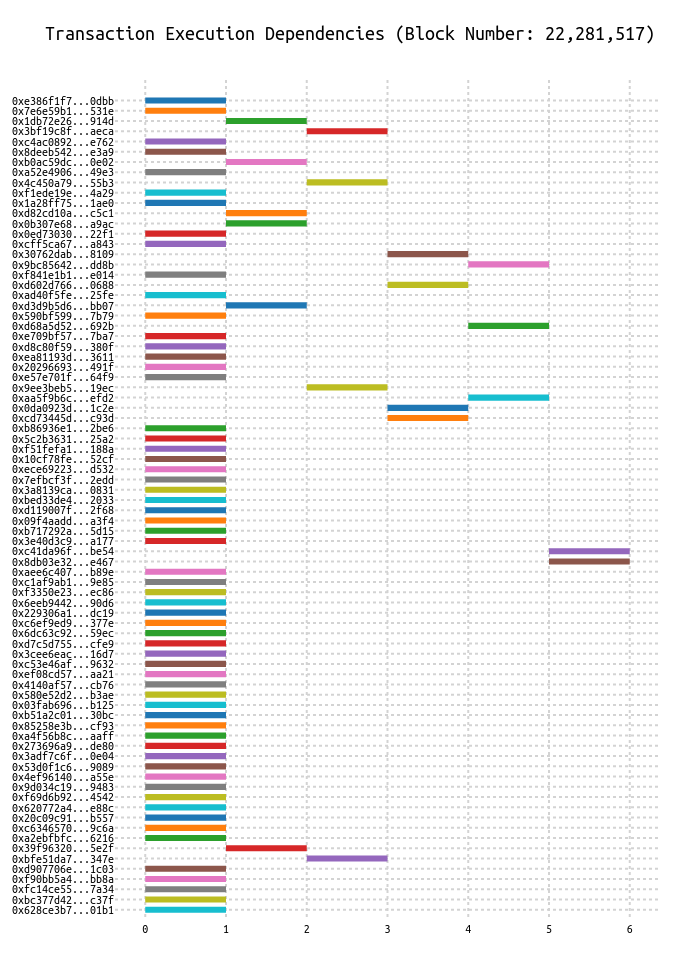 Transaction Execution Dependencies (Block Number: 22,281,517)
0xe386f1f7...0dbb
0x7e6e59b1...531e
0x1db72e26...914d
0x3bf19c8f...aeca
0xc4ac0892...e762
0x8deeb542...e3a9
0xb0ac59dc...0e02
0xa52e4906...49e3
0x4c450a79...55b3
0xf1ede19e...4a29
0x1a28ff75...1ae0
0xd82cd10a...c5c1
0x0b307e68...a9ac
0x0ed73030...22f1
0xcff5ca67...a843
0x30762dab...8109
0x9bc85642...dd8b
0xf841e1b1...e014
0xd602d766...0688
0xad40f5fe...25fe
0xd3d9b5d6...bb07
0x590bf599...7b79
0xd68a5d52...692b
0xe709bf57...7ba7
0xd8c80f59...380f
0xea81193d...3611
0x20296693...491f
0xe57e701f...64f9
0x9ee3beb5...19ec
0xaa5f9b6c...efd2
0x0da0923d...1c2e
0xcd73445d...c93d
0xb86936e1...2be6
0x5c2b3631...25a2
0xf51fefa1...188a
0x10cf78fe...52cf
0xece69223...d532
0x7efbcf3f...2edd
0x3a8139ca...0831
0xbed33de4...2033
0xd119007f...2f68
0x09f4aadd...a3f4
0xb717292a...5d15
0x3e40d3c9...a177
0xc41da96f...be54
0x8db03e32...e467
0xaee6c407...b89e
0xc1af9ab1...9e85
0xf3350e23...ec86
0x6eeb9442...90d6
0x229306a1...dc19
0xc6ef9ed9...377e
0x6dc63c92...59ec
0xd7c5d755...cfe9
0x3cee6eac...16d7
0xc53e46af...9632
0xef08cd57...aa21
0x4140af57...cb76
0x580e52d2...b3ae
0x03fab696...b125
0xb51a2c01...30bc
0x85258e3b...cf93
0xa4f56b8c...aaff
0x273696a9...de80
0x3adf7c6f...0e04
0x53d0f1c6...9089
0x4ef96140...a55e
0x9d034c19...9483
0xf69d6b92...4542
0x620772a4...e88c
0x20c09c91...b557
0xc6346570...9c6a
0xa2ebfbfc...6216
0x39f96320...5e2f
0xbfe51da7...347e
0xd907706e...1c03
0xf90bb5a4...bb8a
0xfc14ce55...7a34
0xbc377d42...c37f
0x628ce3b7...01b1
0 1 2 3 4 5 6